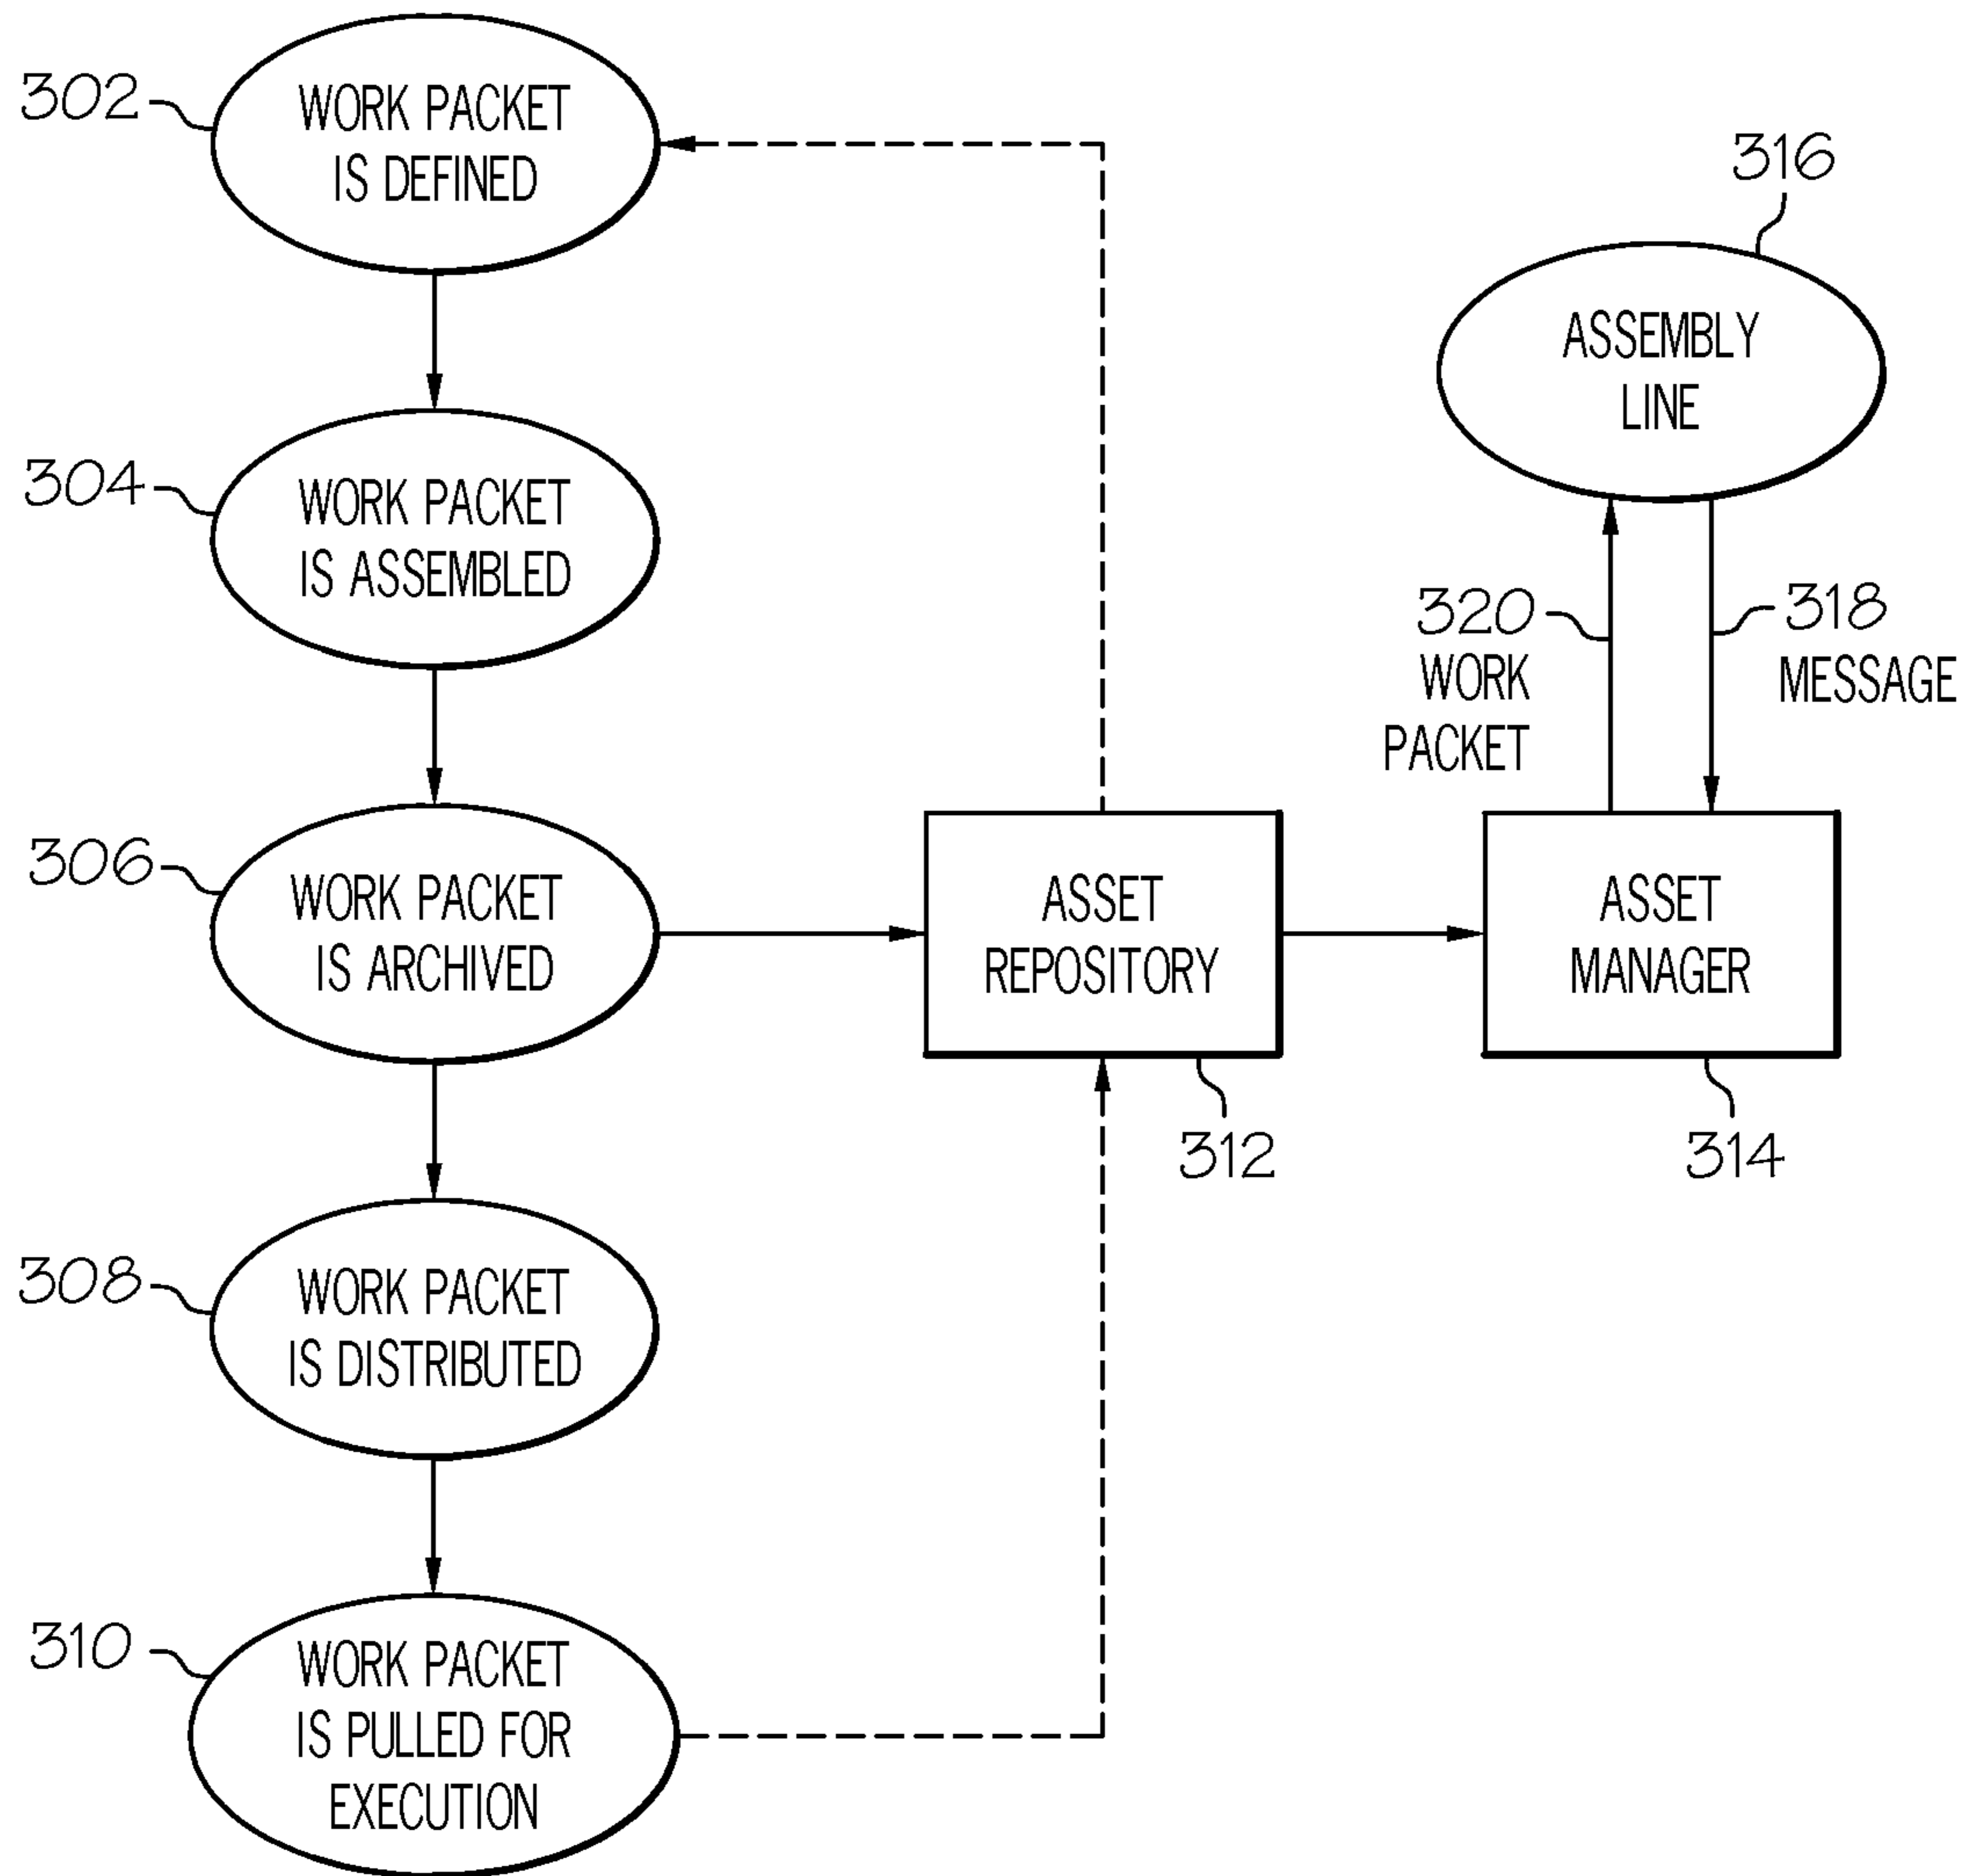 302
WORK PACKET
IS DEFINED
304
WORK PACKET
IS ASSEMBLED
306
WORK PACKET
IS ARCHIVED
308
WORK PACKET
IS DISTRIBUTED
310
WORK PACKET
IS PULLED FOR
EXECUTION
ASSET
REPOSITORY
312
316
ASSEMBLY
LINE
320
WORK
PACKET
318
MESSAGE
ASSET
MANAGER
314